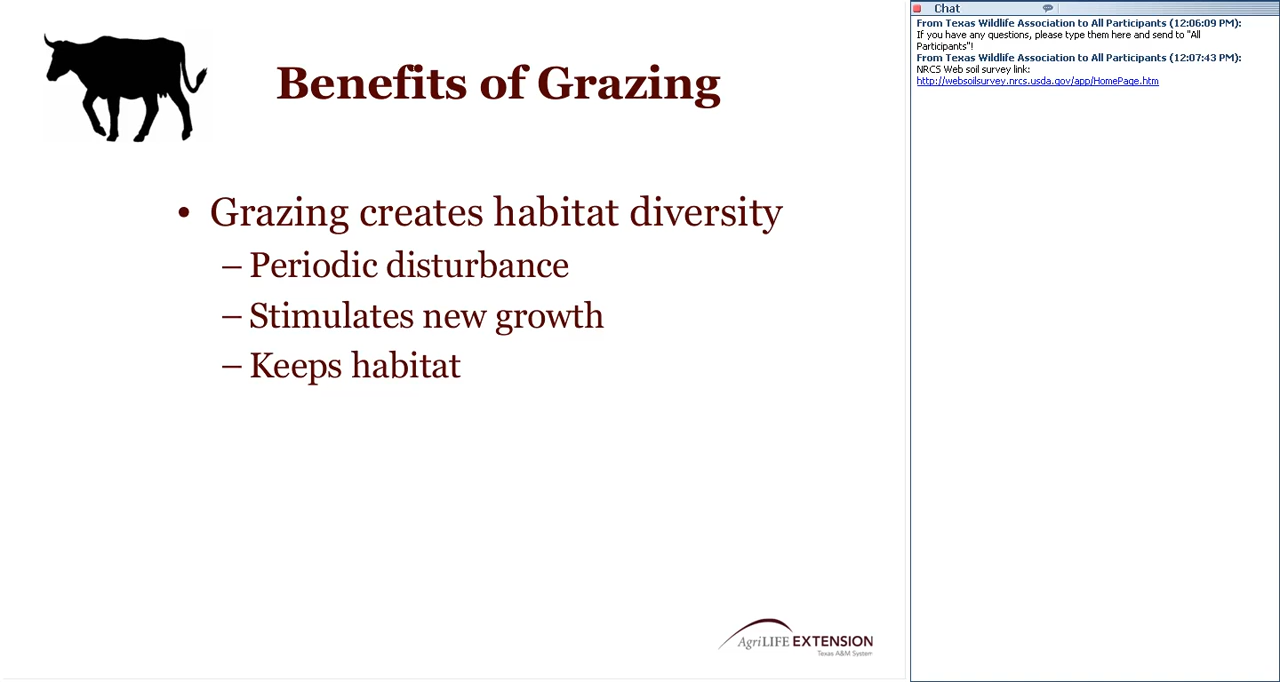 Benefits of Grazing
• Grazing creates habitat diversity
– Periodic disturbance
– Stimulates new growth
– Keeps habitat
AgriLIFE EXTENSION
Texas A&M System
Chat
From Texas Wildlife Association to All Participants (12:06:09 PM):
If you have any questions, please type them here and send to "All
Participants"!
From Texas Wildlife Association to All Participants (12:07:43 PM):
NRCS Web soil survey link:
http://websoilsurvey.nrcs.usda.gov/app/HomePage.htm